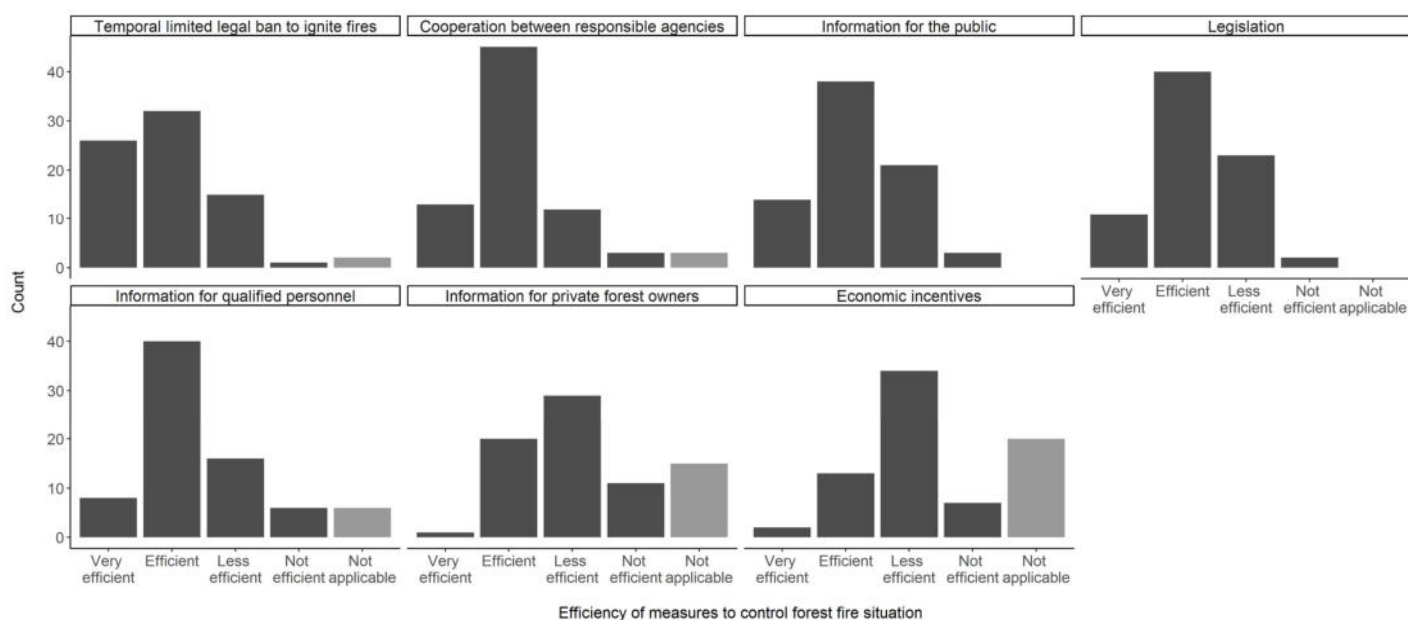 Temporal limited legal ban to ignite fires
Cooperation between responsible agencies
Information for the public
Legislation
40
30
20
10
0
Count
Very efficient
Efficient
Less efficient
Not efficient
Not applicable
Information for qualified personnel
Information for private forest owners
Economic incentives
40
30
20
10
0
Very efficient
Efficient
Less efficient
Not efficient
Not applicable
Very efficient
Efficient
Less efficient
Not efficient
Not applicable
Very efficient
Efficient
Less efficient
Not efficient
Not applicable
Efficiency of measures to control forest fire situation